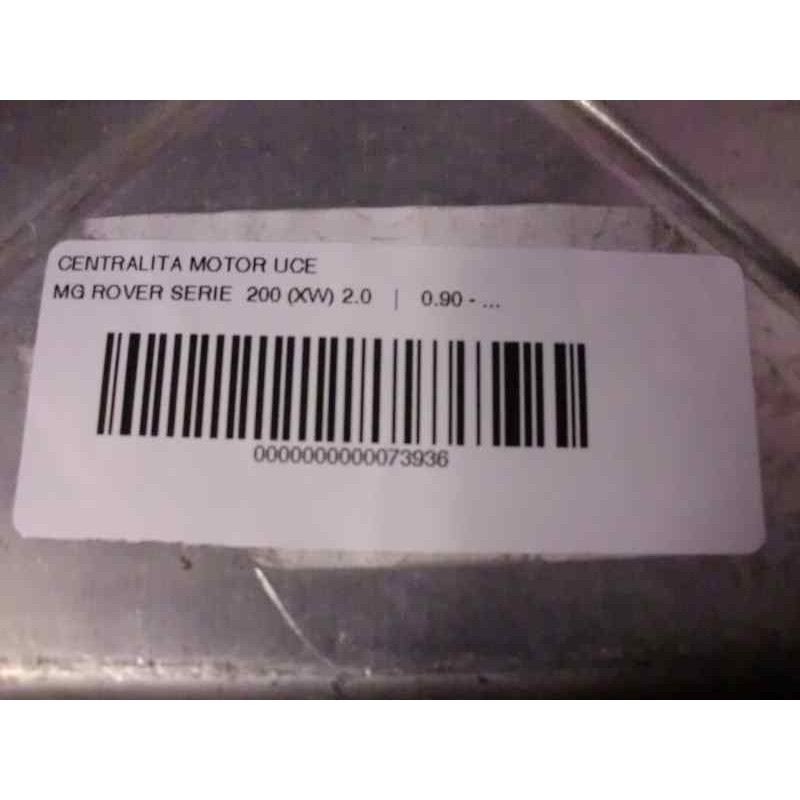 CENTRALITA MOTOR UCE
MG ROVER SERIE 200 (XW) 2.0 | 0.90 - ...
0000000000073936